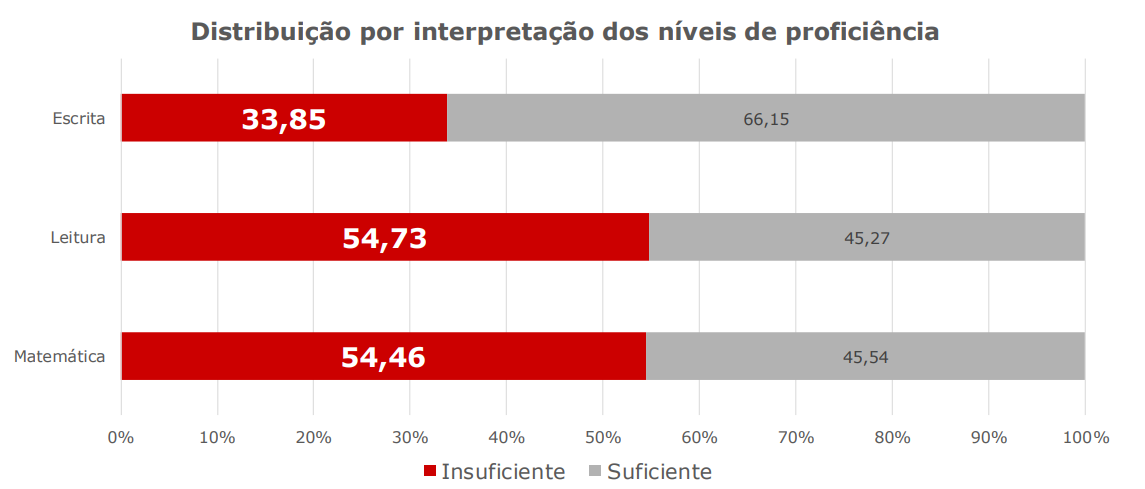 Distribuição por interpretação dos níveis de proficiência
Escrita
33,85
66,15
Leitura
54,73
45,27
Matemática
54,46
45,54
0% 10% 20% 30% 40% 50% 60% 70% 80% 90% 100%
Insuficiente Suficiente